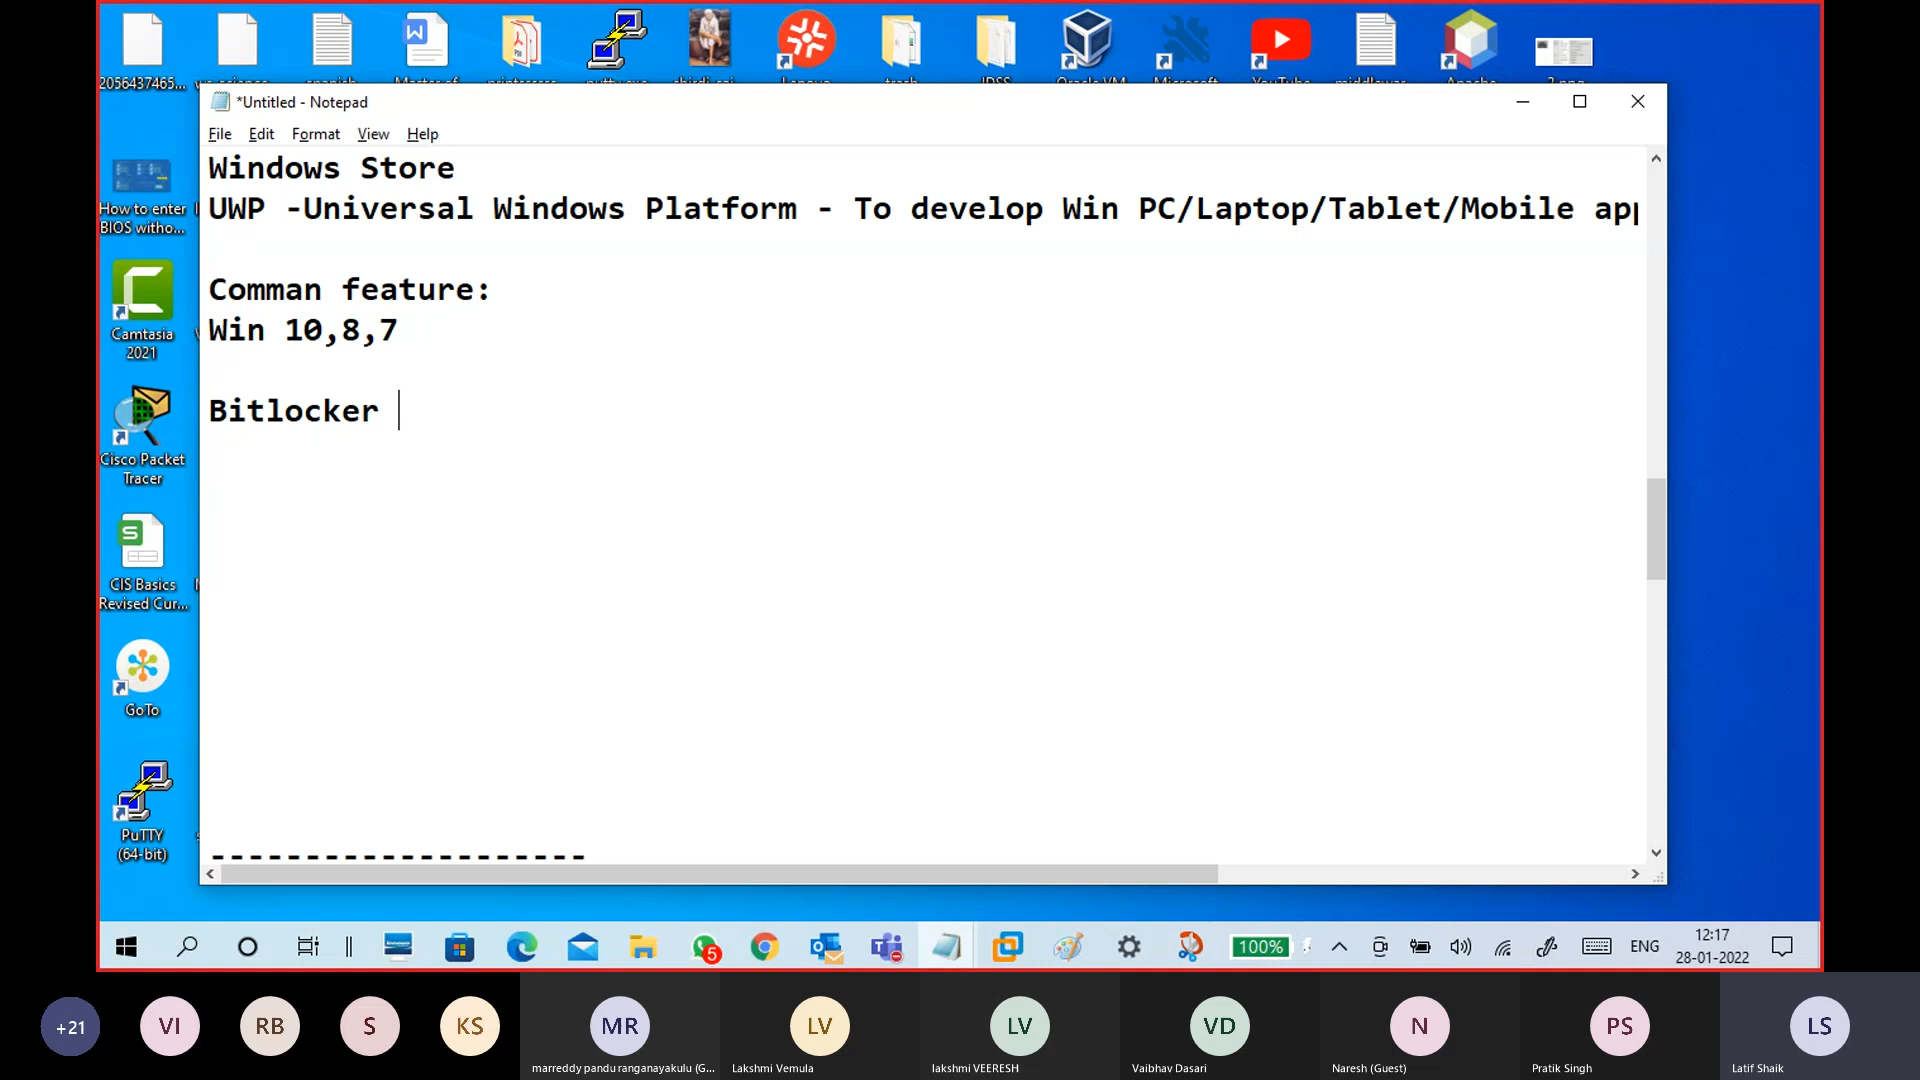 2056437465...
*Untitled - Notepad
File Edit Format View Help
Windows Store
UWP -Universal Windows Platform - To develop Win PC/Laptop/Tablet/Mobile app
Comman feature:
Win 10,8,7
Bitlocker
--------------------
How to enter
BIOS witho...
Camtasia
2021
Cisco Packet
Tracer
CIS Basics
Revised Cur...
GoTo
PuTTY
(64-bit)
5
100%
ENG
12:17
28-01-2022
+21
VI
RB
S
KS
MR
marreddy pandu ranganayakulu (G...
LV
Lakshmi Vemula
LV
lakshmi VEERESH
VD
Vaibhav Dasari
N
Naresh (Guest)
PS
Pratik Singh
LS
Latif Shaik